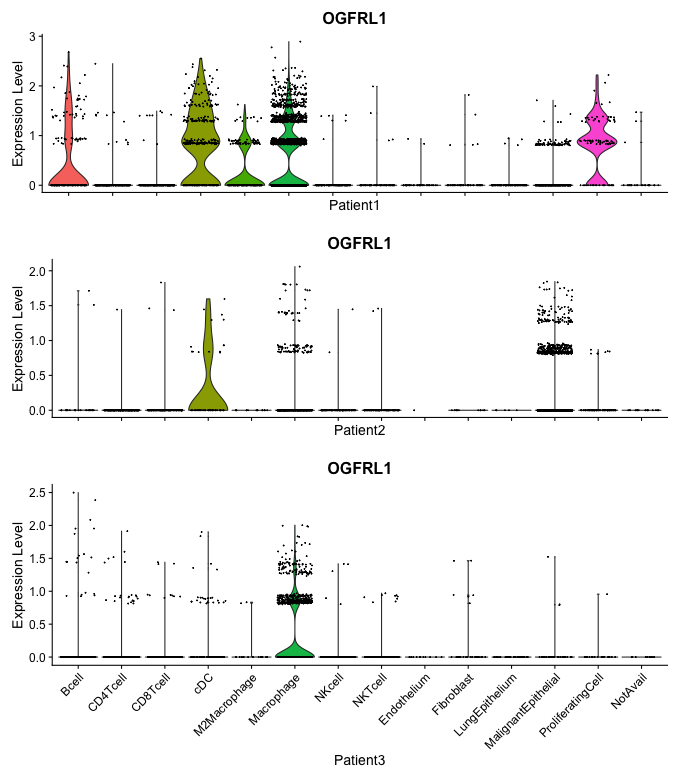 OGFRL1
Expression Level
3
2
1
0
Patient1
OGFRL1
Expression Level
2.0
1.5
1.0
0.5
0.0
Patient2
OGFRL1
Expression Level
2.5
2.0
1.5
1.0
0.5
0.0
Bcell
CD4Tcell
CD8Tcell
cDC
M2Macrophage
Macrophage
NKcell
NKTcell
Endothelium
Fibroblast
LungEpithelium
MalignantEpithelial
ProliferatingCell
NotAvail
Patient3